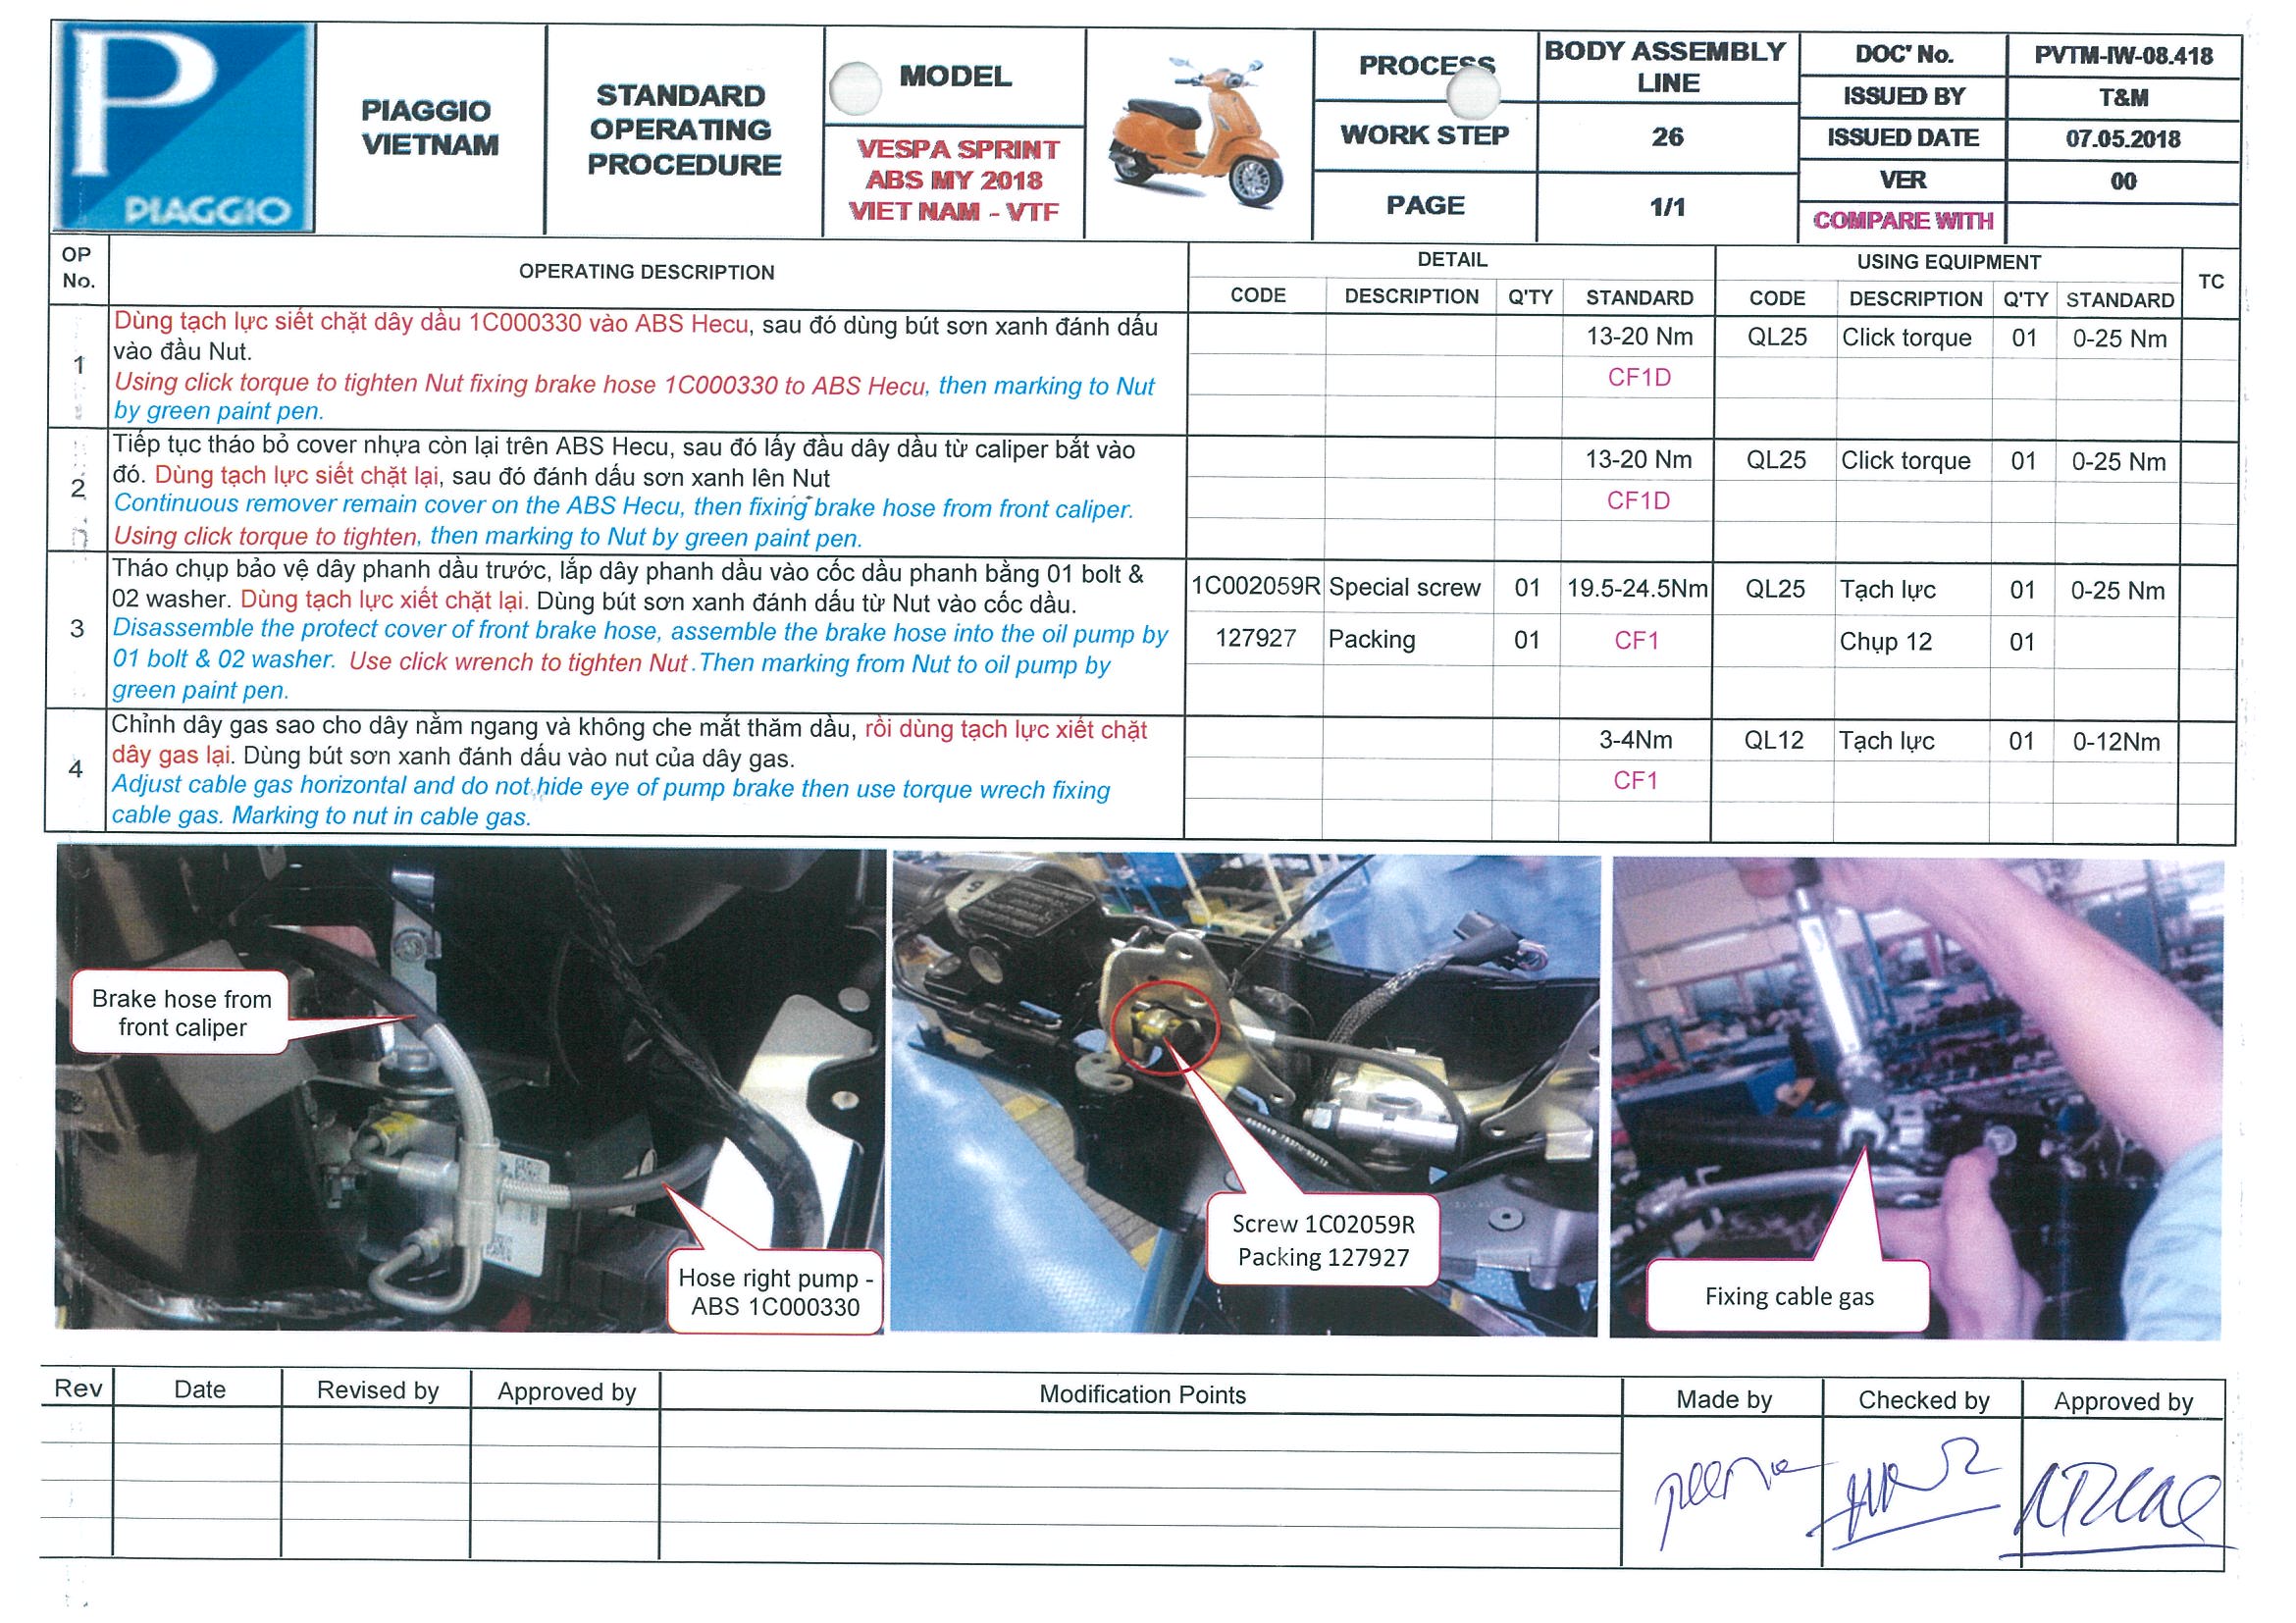 P
PIAGGIO
PIAGGIO
VIETNAM
STANDARD
OPERATING
PROCEDURE
MODEL
VESPA SPRINT
ABS MY 2018
VIET NAM - VTF
PROCESS
BODY ASSEMBLY
LINE
WORK STEP
26
PAGE
1/1
DOC' No.
PVTM-IW-08.418
ISSUED BY
T&M
ISSUED DATE
07.05.2018
VER
00
COMPARE WITH
OP
No.
OPERATING DESCRIPTION
DETAIL
USING EQUIPMENT
TC
CODE DESCRIPTION Q'TY STANDARD CODE DESCRIPTION Q'TY STANDARD
1
Dùng tạch lực siết chặt dây dầu 1C000330 vào ABS Hecu, sau đó dùng bút sơn xanh đánh dấu
vào đầu Nut.
Using click torque to tighten Nut fixing brake hose 1C000330 to ABS Hecu, then marking to Nut
by green paint pen.
13-20 Nm QL25 Click torque 01 0-25 Nm
CF1D
2
Tiếp tục tháo bỏ cover nhựa còn lại trên ABS Hecu, sau đó lấy đầu dây dầu từ caliper bắt vào
đó. Dùng tạch lực siết chặt lại, sau đó đánh dấu sơn xanh lên Nut
Continuous remover remain cover on the ABS Hecu, then fixing brake hose from front caliper.
Using click torque to tighten, then marking to Nut by green paint pen.
13-20 Nm QL25 Click torque 01 0-25 Nm
CF1D
3
Tháo chụp bảo vệ dây phanh dầu trước, lắp dây phanh dầu vào cốc dầu phanh bằng 01 bolt &
02 washer. Dùng tạch lực xiết chặt lại. Dùng bút sơn xanh đánh dấu từ Nut vào cốc dầu.
Disassemble the protect cover of front brake hose, assemble the brake hose into the oil pump by
01 bolt & 02 washer. Use click wrench to tighten Nut. Then marking from Nut to oil pump by
green paint pen.
1C002059R Special screw 01 19.5-24.5Nm QL25 Tạch lực 01 0-25 Nm
127927 Packing 01 CF1 Chụp 12 01
4
Chỉnh dây gas sao cho dây nằm ngang và không che mắt thăm dầu, rồi dùng tạch lực xiết chặt
dây gas lại. Dùng bút sơn xanh đánh dấu vào nut của dây gas.
Adjust cable gas horizontal and do not hide eye of pump brake then use torque wrech fixing
cable gas. Marking to nut in cable gas.
3-4Nm QL12 Tạch lực 01 0-12Nm
CF1
Brake hose from
front caliper
Hose right pump -
ABS 1C000330
Screw 1C02059R
Packing 127927
Fixing cable gas
Rev Date Revised by Approved by Modification Points Made by Checked by Approved by